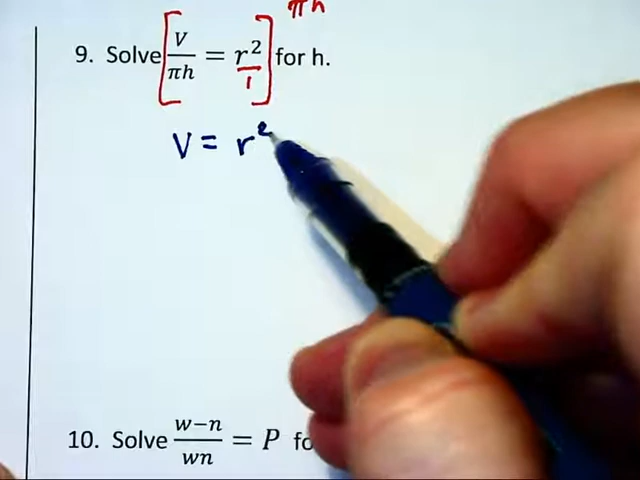 πh
9. Solve [V/πh = r²/1] for h.
V = r²
10. Solve w−n/wn = P fo